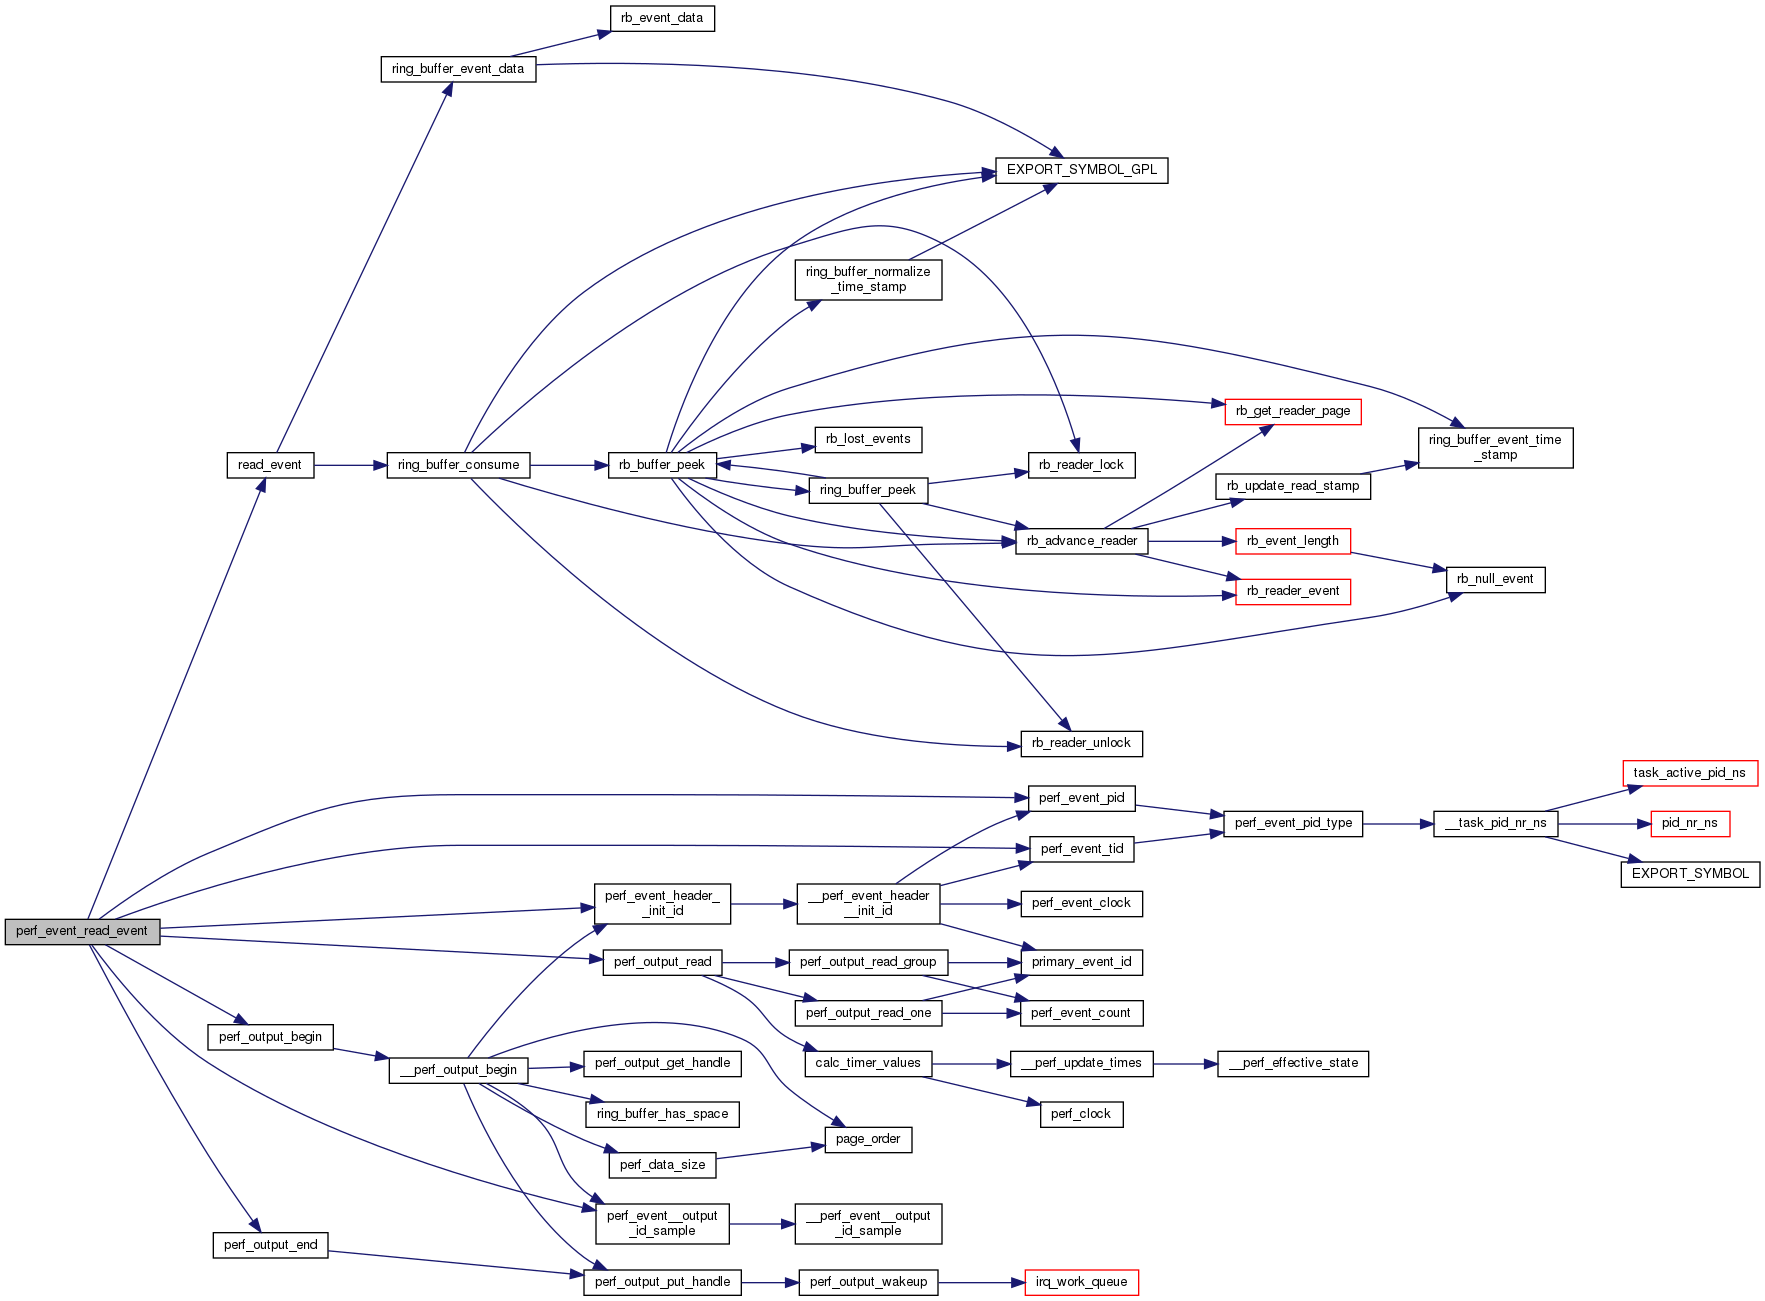 rb_event_data
ring_buffer_event_data
EXPORT_SYMBOL_GPL
ring_buffer_normalize
_time_stamp
rb_get_reader_page
rb_lost_events
ring_buffer_event_time
_stamp
read_event
ring_buffer_consume
rb_buffer_peek
rb_reader_lock
ring_buffer_peek
rb_update_read_stamp
rb_advance_reader
rb_event_length
rb_null_event
rb_reader_event
rb_reader_unlock
task_active_pid_ns
perf_event_pid
perf_event_pid_type
__task_pid_nr_ns
pid_nr_ns
perf_event_tid
EXPORT_SYMBOL
perf_event_header_
_init_id
__perf_event_header
__init_id
perf_event_clock
perf_event_read_event
perf_output_read
perf_output_read_group
primary_event_id
perf_output_read_one
perf_event_count
perf_output_begin
__perf_output_begin
perf_output_get_handle
calc_timer_values
__perf_update_times
__perf_effective_state
ring_buffer_has_space
perf_clock
page_order
perf_data_size
perf_event__output
_id_sample
__perf_event__output
_id_sample
perf_output_end
perf_output_put_handle
perf_output_wakeup
irq_work_queue